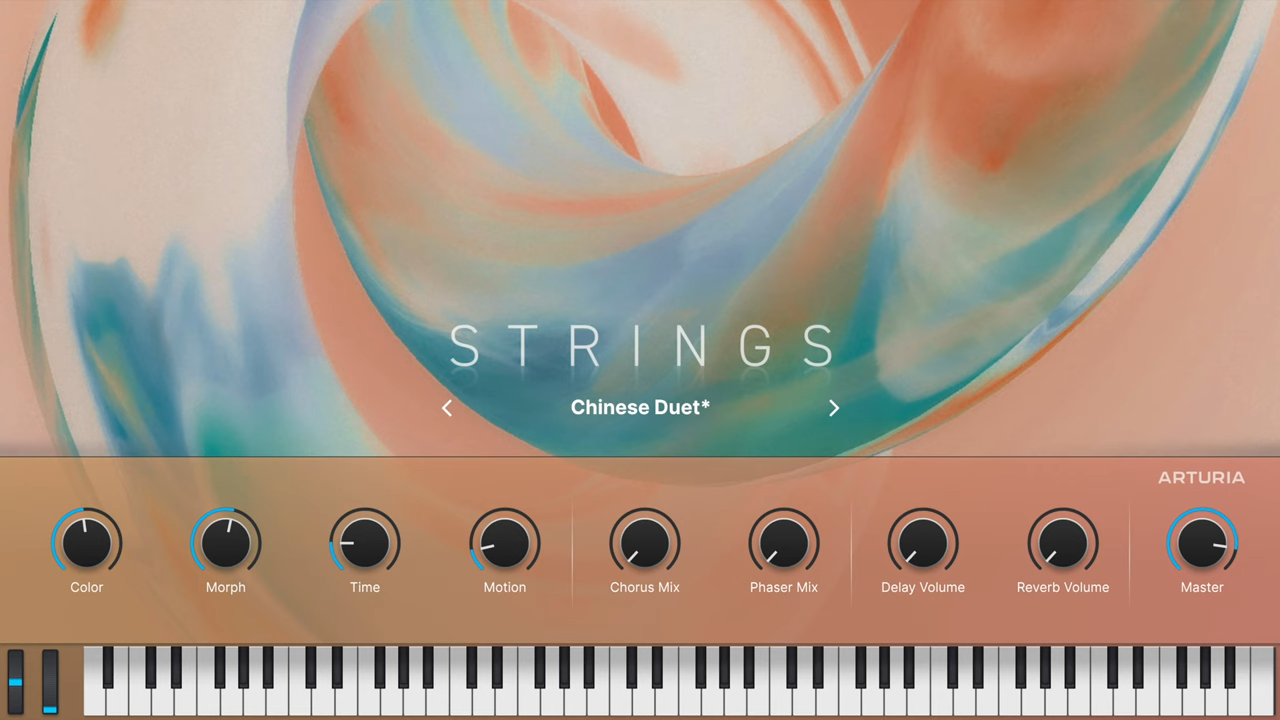 STRINGS
Chinese Duet*
ARTURIA
Color
Morph
Time
Motion
Chorus Mix
Phaser Mix
Delay Volume
Reverb Volume
Master